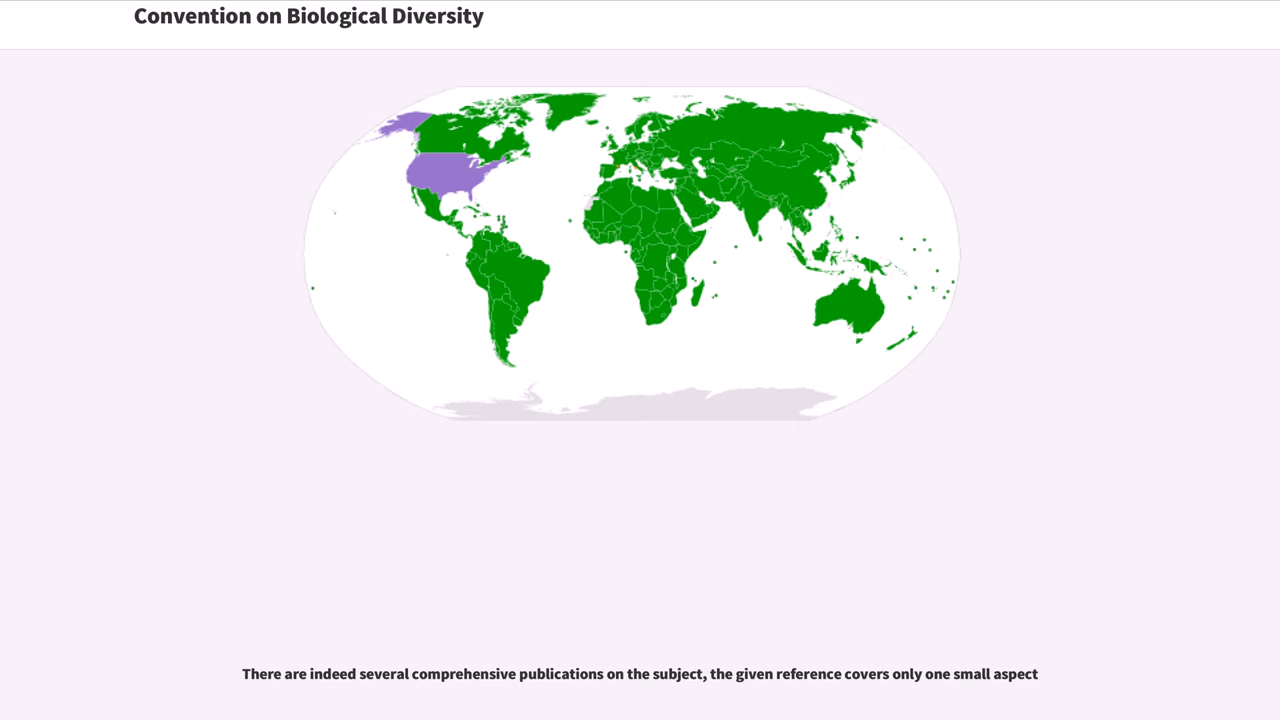 Convention on Biological Diversity
There are indeed several comprehensive publications on the subject, the given reference covers only one small aspect